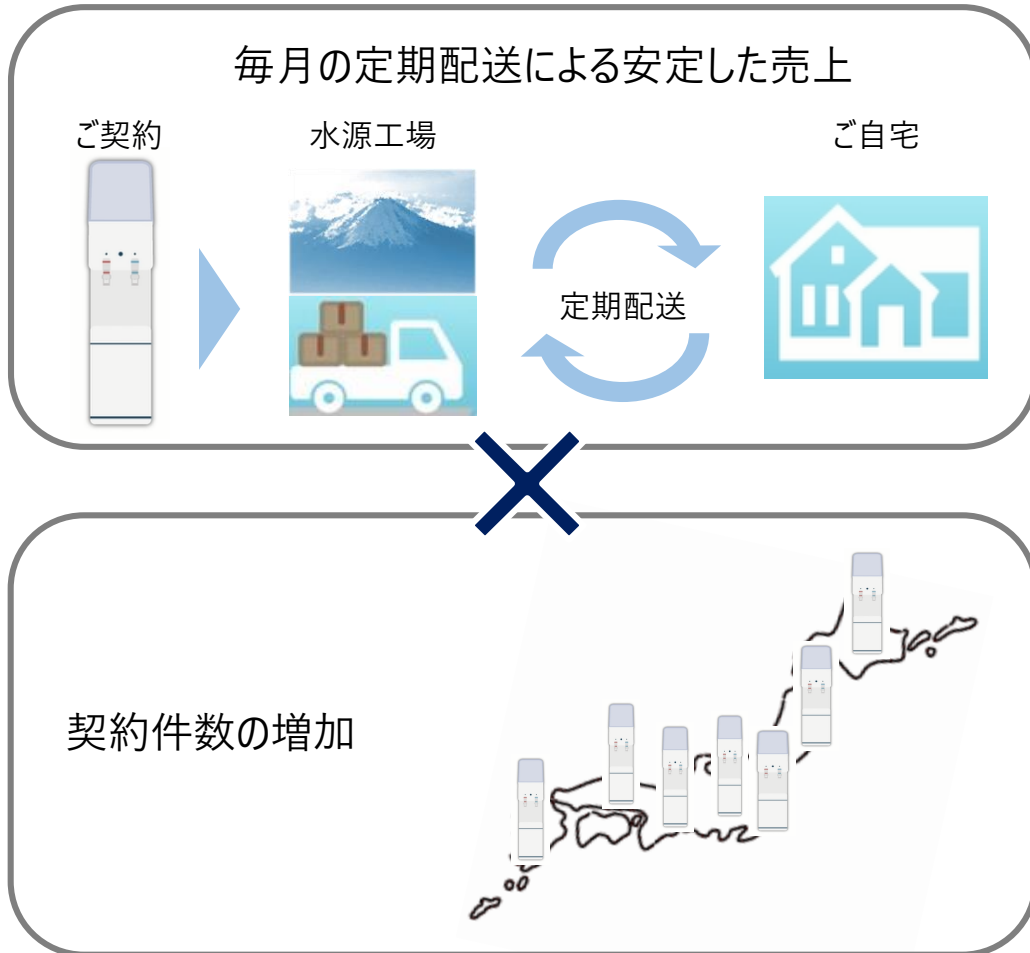 毎月の定期配送による安定した売上
ご契約
水源工場
ご自宅
定期配送
契約件数の増加